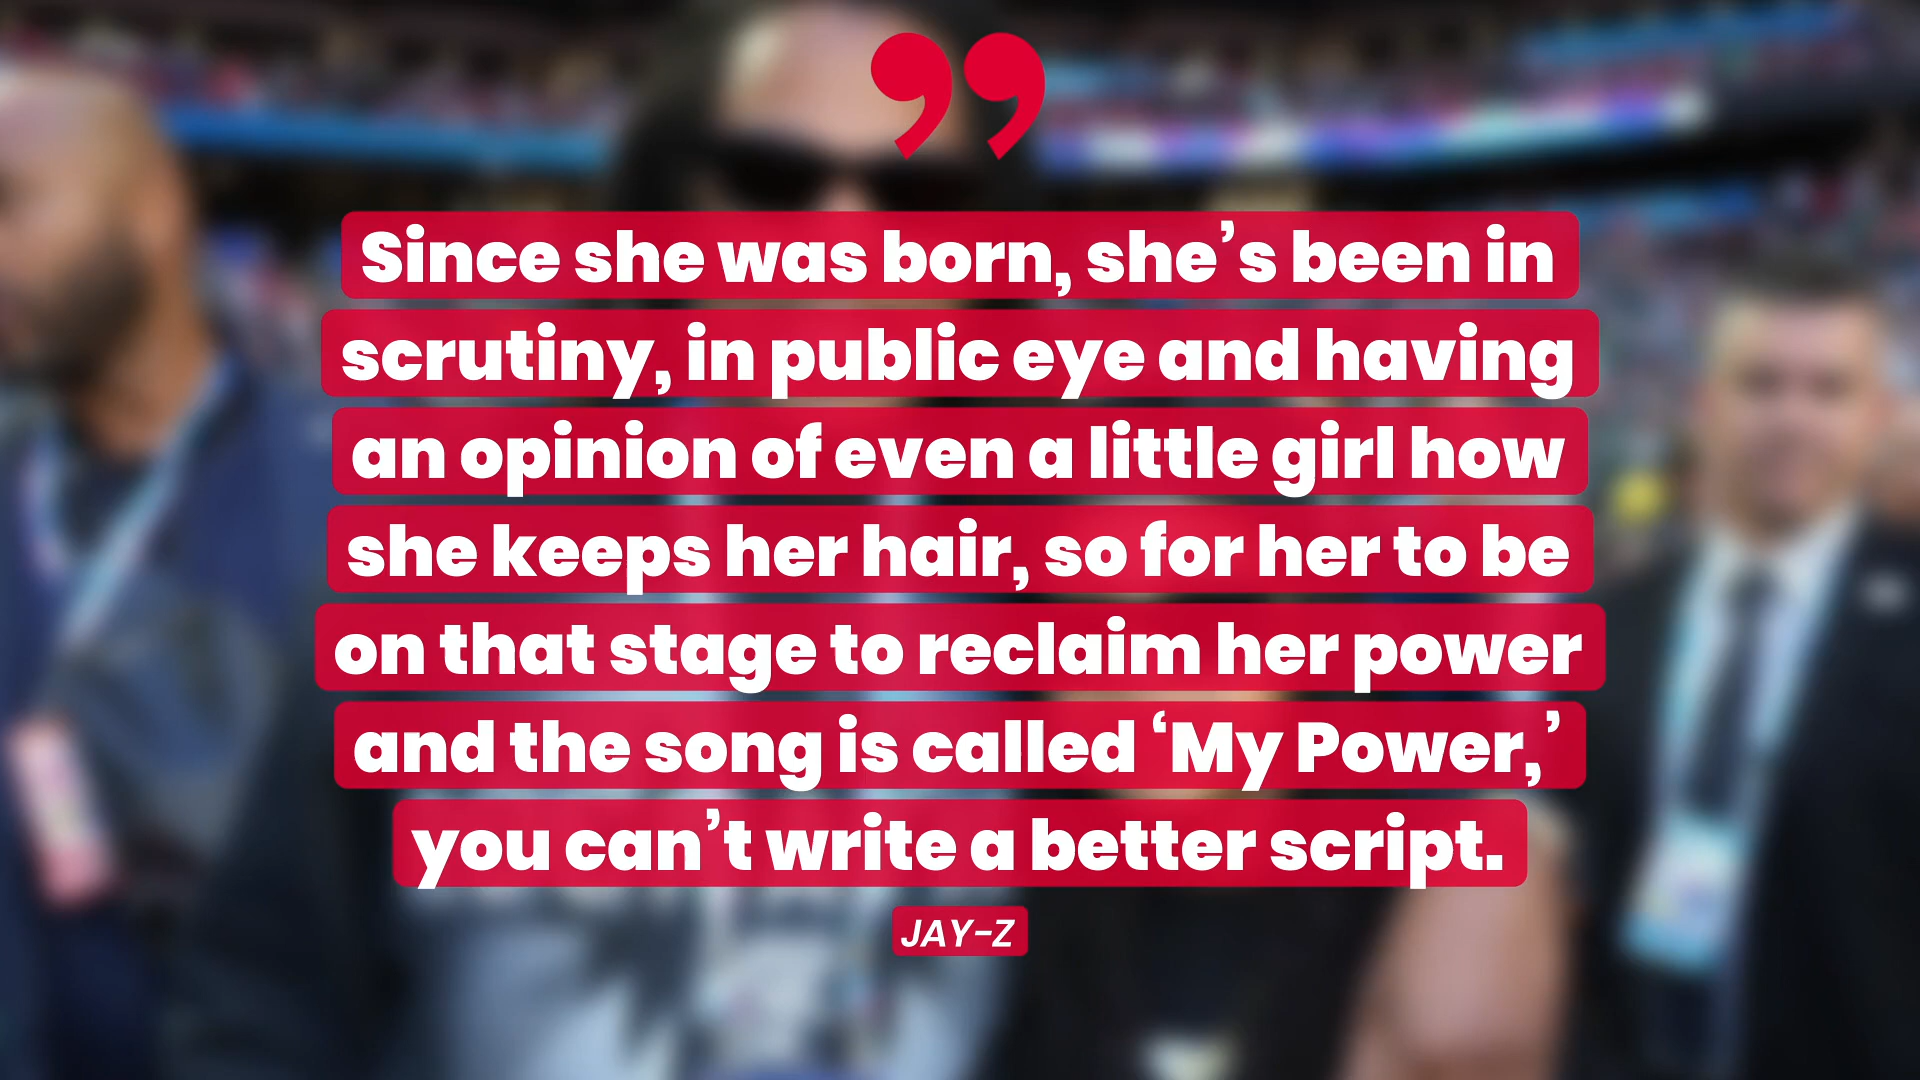 ”
Since she was born, she’s been in
scrutiny, in public eye and having
an opinion of even a little girl how
she keeps her hair, so for her to be
on that stage to reclaim her power
and the song is called ‘My Power,’
you can’t write a better script.
JAY-Z